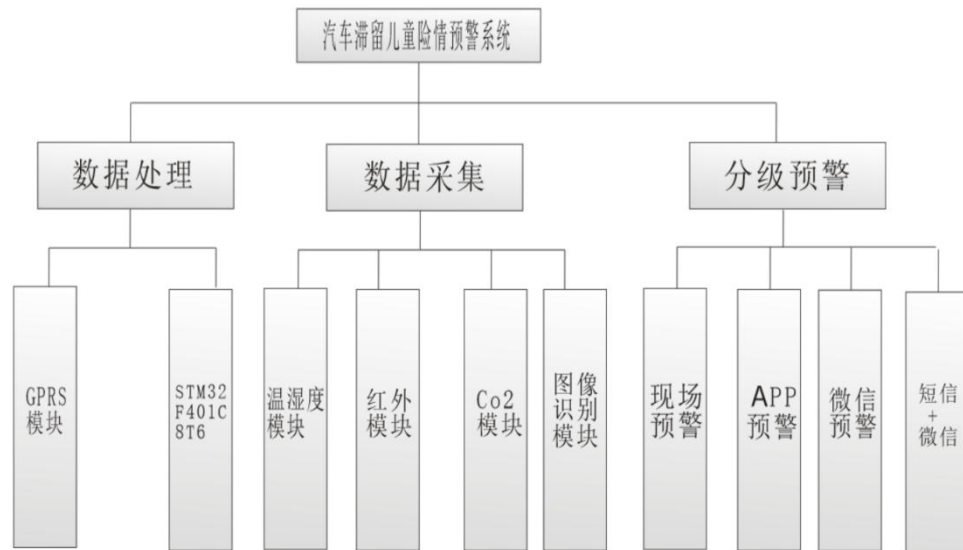 汽车滞留儿童险情预警系统
数据处理
数据采集
分级预警
GPRS
模块
STM32
F401C
8T6
温湿度
模块
红外
模块
Co2
模块
图像
识别
模块
现场
预警
APP
预警
微信
预警
短信
+
微信